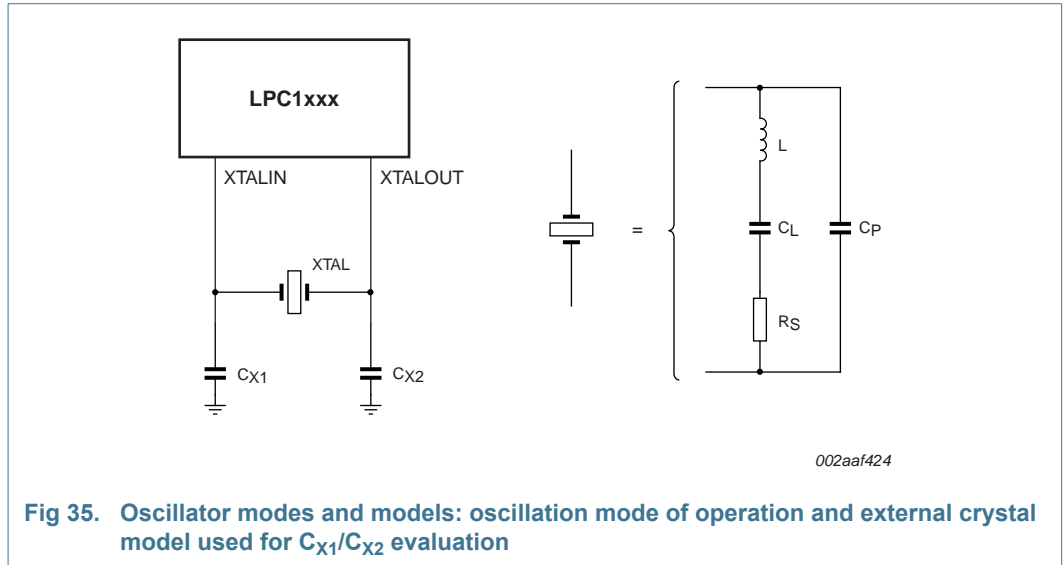 LPC1xxx
XTALIN XTALOUT
XTAL
CX1 CX2
=
L
CL CP
RS
002aaf424
Fig 35. Oscillator modes and models: oscillation mode of operation and external crystal
model used for CX1/CX2 evaluation